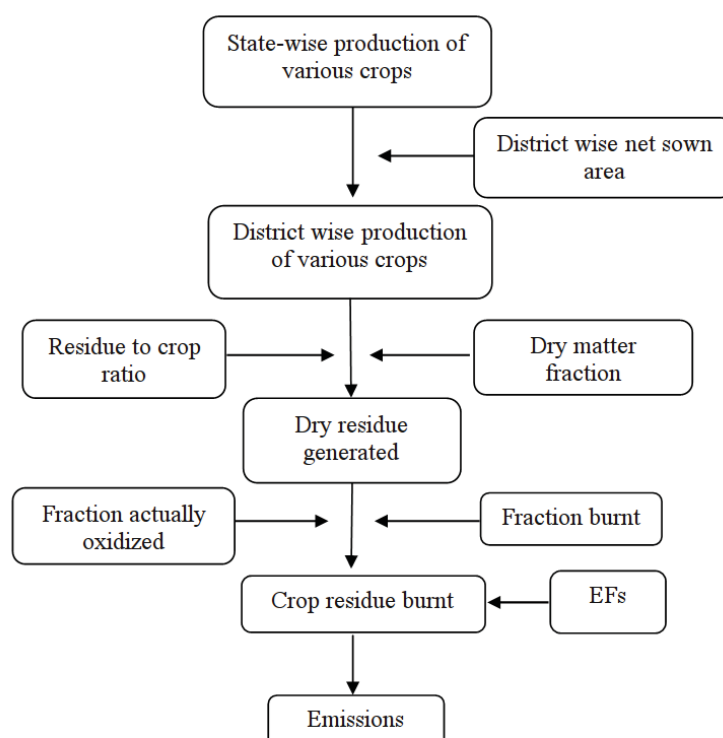 State-wise production of
various crops
District wise net sown
area
District wise production
of various crops
Residue to crop
ratio
Dry matter
fraction
Dry residue
generated
Fraction actually
oxidized
Fraction burnt
Crop residue burnt
EFs
Emissions